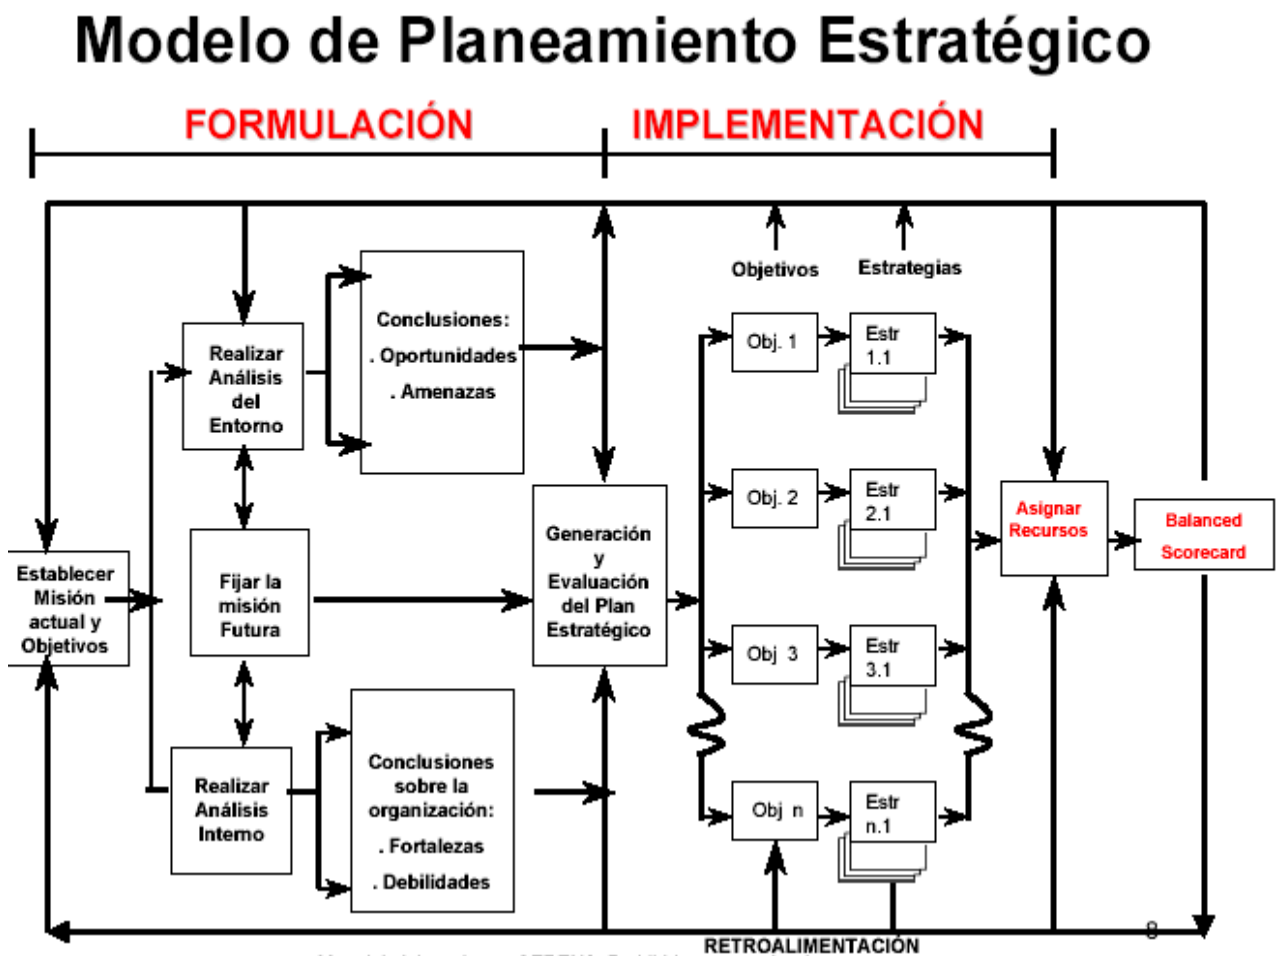 Modelo de Planeamiento Estratégico
FORMULACIÓN
IMPLEMENTACIÓN
Establecer
Misión
actual y
Objetivos
Realizar
Análisis
del
Entorno
Fijar la
misión
Futura
Realizar
Análisis
Interno
Conclusiones:
. Oportunidades
. Amenazas
Conclusiones
sobre la
organización:
. Fortalezas
. Debilidades
Generación
y
Evaluación
del Plan
Estratégico
Objetivos
Estrategias
Obj. 1
Estr
1.1
Obj. 2
Estr
2.1
Obj 3
Estr
3.1
Obj n
Estr
n.1
Asignar
Recursos
Balanced
Scorecard
8
RETROALIMENTACIÓN